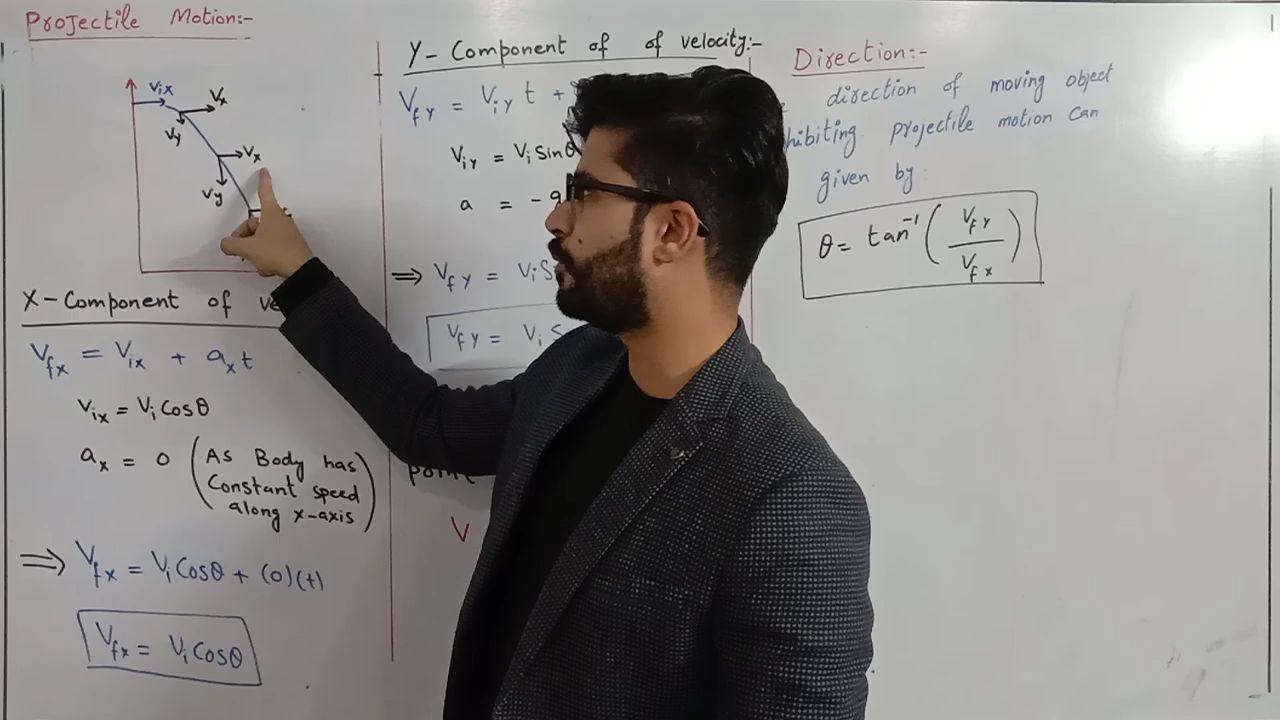 Projectile Motion:-
Vix
Vx
Vy
Vx
Vy
X-Component of
Vfx = Vix + axt
Vix = Vi Cosθ
ax = 0 (As Body has
Constant speed
along x-axis)
⇒ Vfx = Vi Cosθ + (0)(t)
Vfx = Vi Cosθ
Y-Component of of velocity:-
Vfy = Viy t +
Viy = Vi Sinθ
a = -g
⇒ Vfy = Vi
Vfy = Vi
point
V
Direction:-
direction of moving object
projectile motion can
given by
θ = tan⁻¹ (Vfy / Vfx)